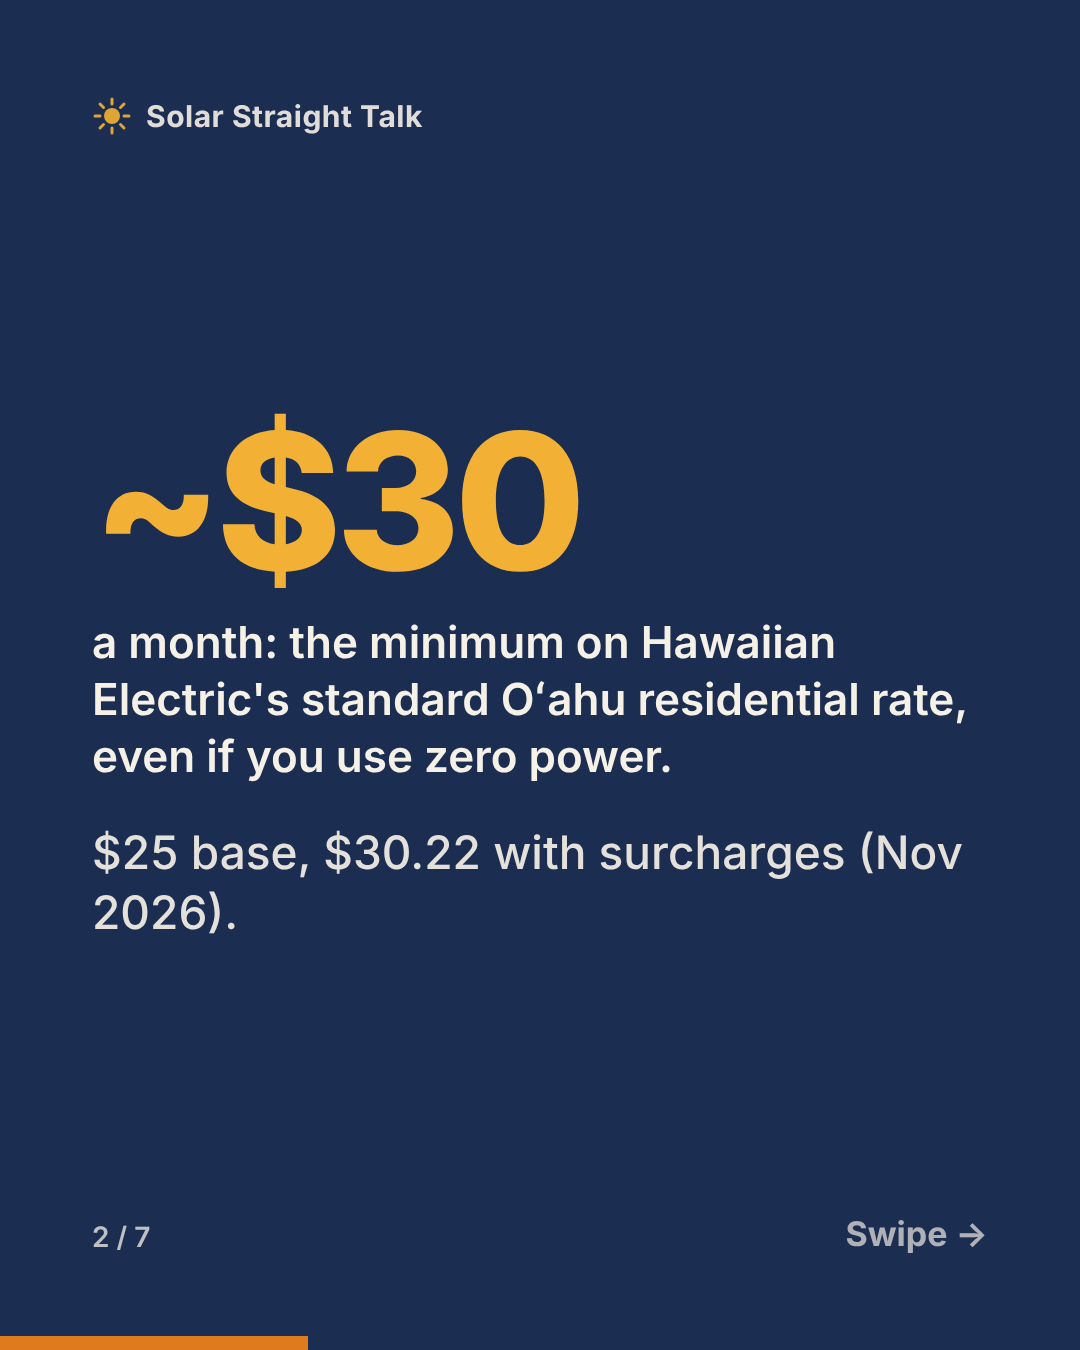 Solar Straight Talk
~$30
a month: the minimum on Hawaiian
Electric's standard Oʻahu residential rate,
even if you use zero power.
$25 base, $30.22 with surcharges (Nov
2026).
2 / 7
Swipe →